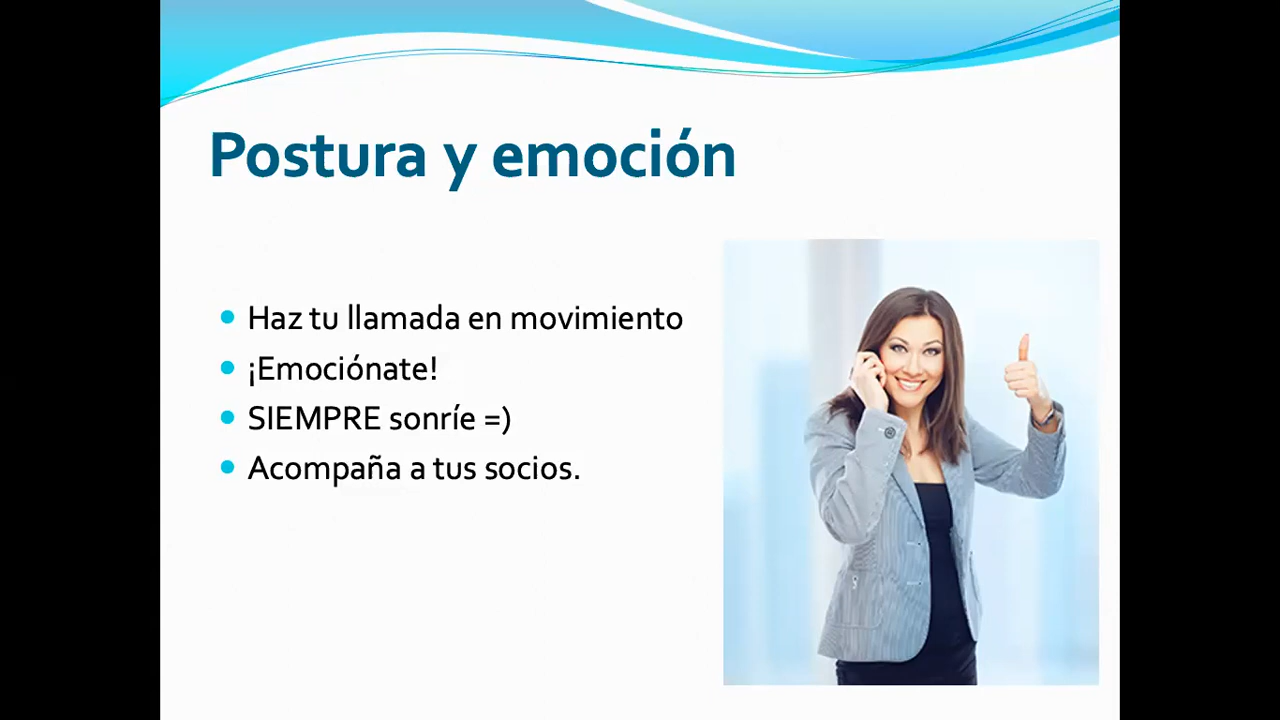 Postura y emoción
Haz tu llamada en movimiento
¡Emociónate!
SIEMPRE sonríe =)
Acompaña a tus socios.